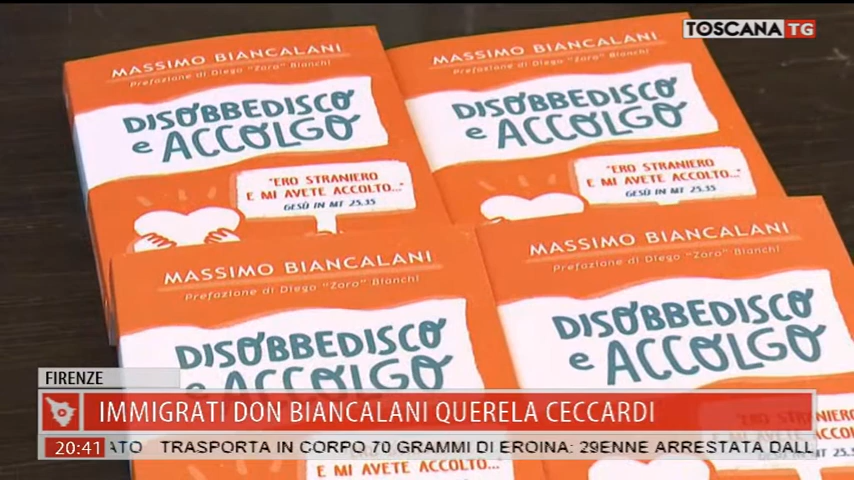 TOSCANA TG
MASSIMO BIANCALANI
Prefazione di Diego "Zoro" Bianchi
DISOBBEDISCO
e ACCOLGO
"ERO STRANIERO
E MI AVETE ACCOLTO..."
GESÙ IN MT 25.35
MASSIMO BIANCALANI
Prefazione di Diego "Zoro" Bianchi
DISOBBEDISCO
e ACCOLGO
"ERO STRANIERO
E MI AVETE ACCOLTO..."
GESÙ IN MT 25.35
MASSIMO BIANCALANI
Prefazione di Diego "Zoro" Bianchi
DISOBBEDISCO
e ACCOLGO
E MI AVETE ACCOLTO...
MASSIMO BIANCALANI
Prefazione di Diego "Zoro" Bianchi
DISOBBEDISCO
e ACCOLGO
FIRENZE
IMMIGRATI DON BIANCALANI QUERELA CECCARDI
20:41 ATO TRASPORTA IN CORPO 70 GRAMMI DI EROINA: 29ENNE ARRESTATA DALL